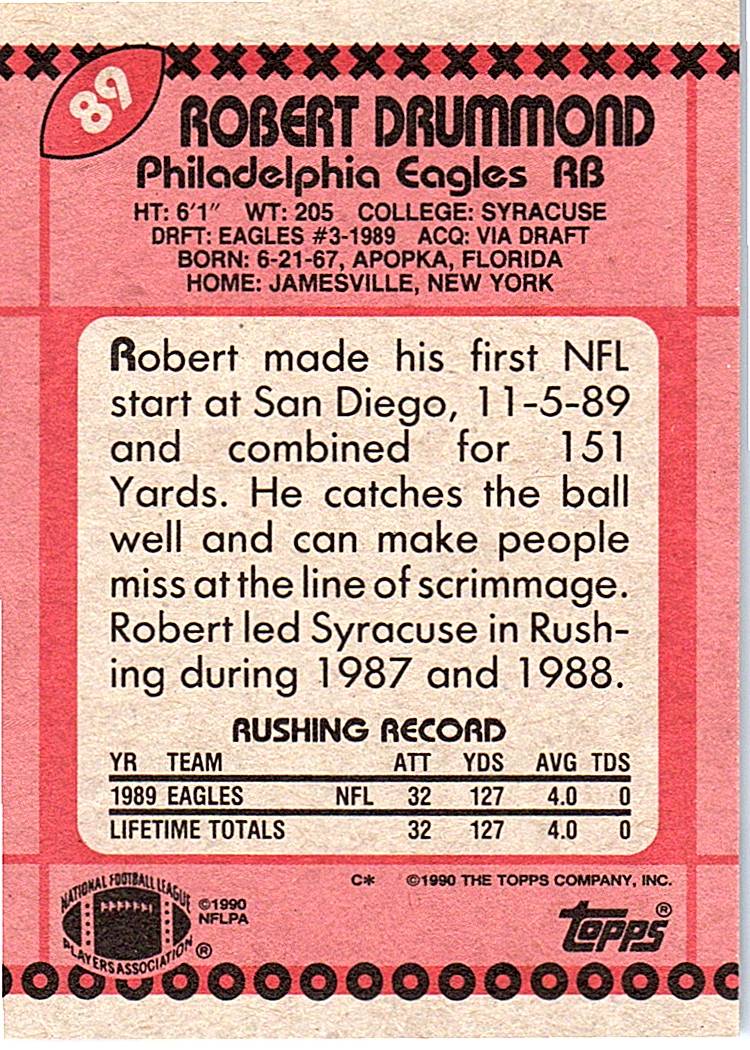 89
ROBERT DRUMMOND
Philadelphia Eagles RB
HT: 6'1" WT: 205 COLLEGE: SYRACUSE
DRFT: EAGLES #3-1989 ACQ: VIA DRAFT
BORN: 6-21-67, APOPKA, FLORIDA
HOME: JAMESVILLE, NEW YORK
Robert made his first NFL
start at San Diego, 11-5-89
and combined for 151
Yards. He catches the ball
well and can make people
miss at the line of scrimmage.
Robert led Syracuse in Rush-
ing during 1987 and 1988.
RUSHING RECORD
YR TEAM ATT YDS AVG TDS
1989 EAGLES NFL 32 127 4.0 0
LIFETIME TOTALS 32 127 4.0 0
C* ©1990 THE TOPPS COMPANY, INC.
NATIONAL FOOTBALL LEAGUE
PLAYERS ASSOCIATION ®
©1990
NFLPA
Topps ®